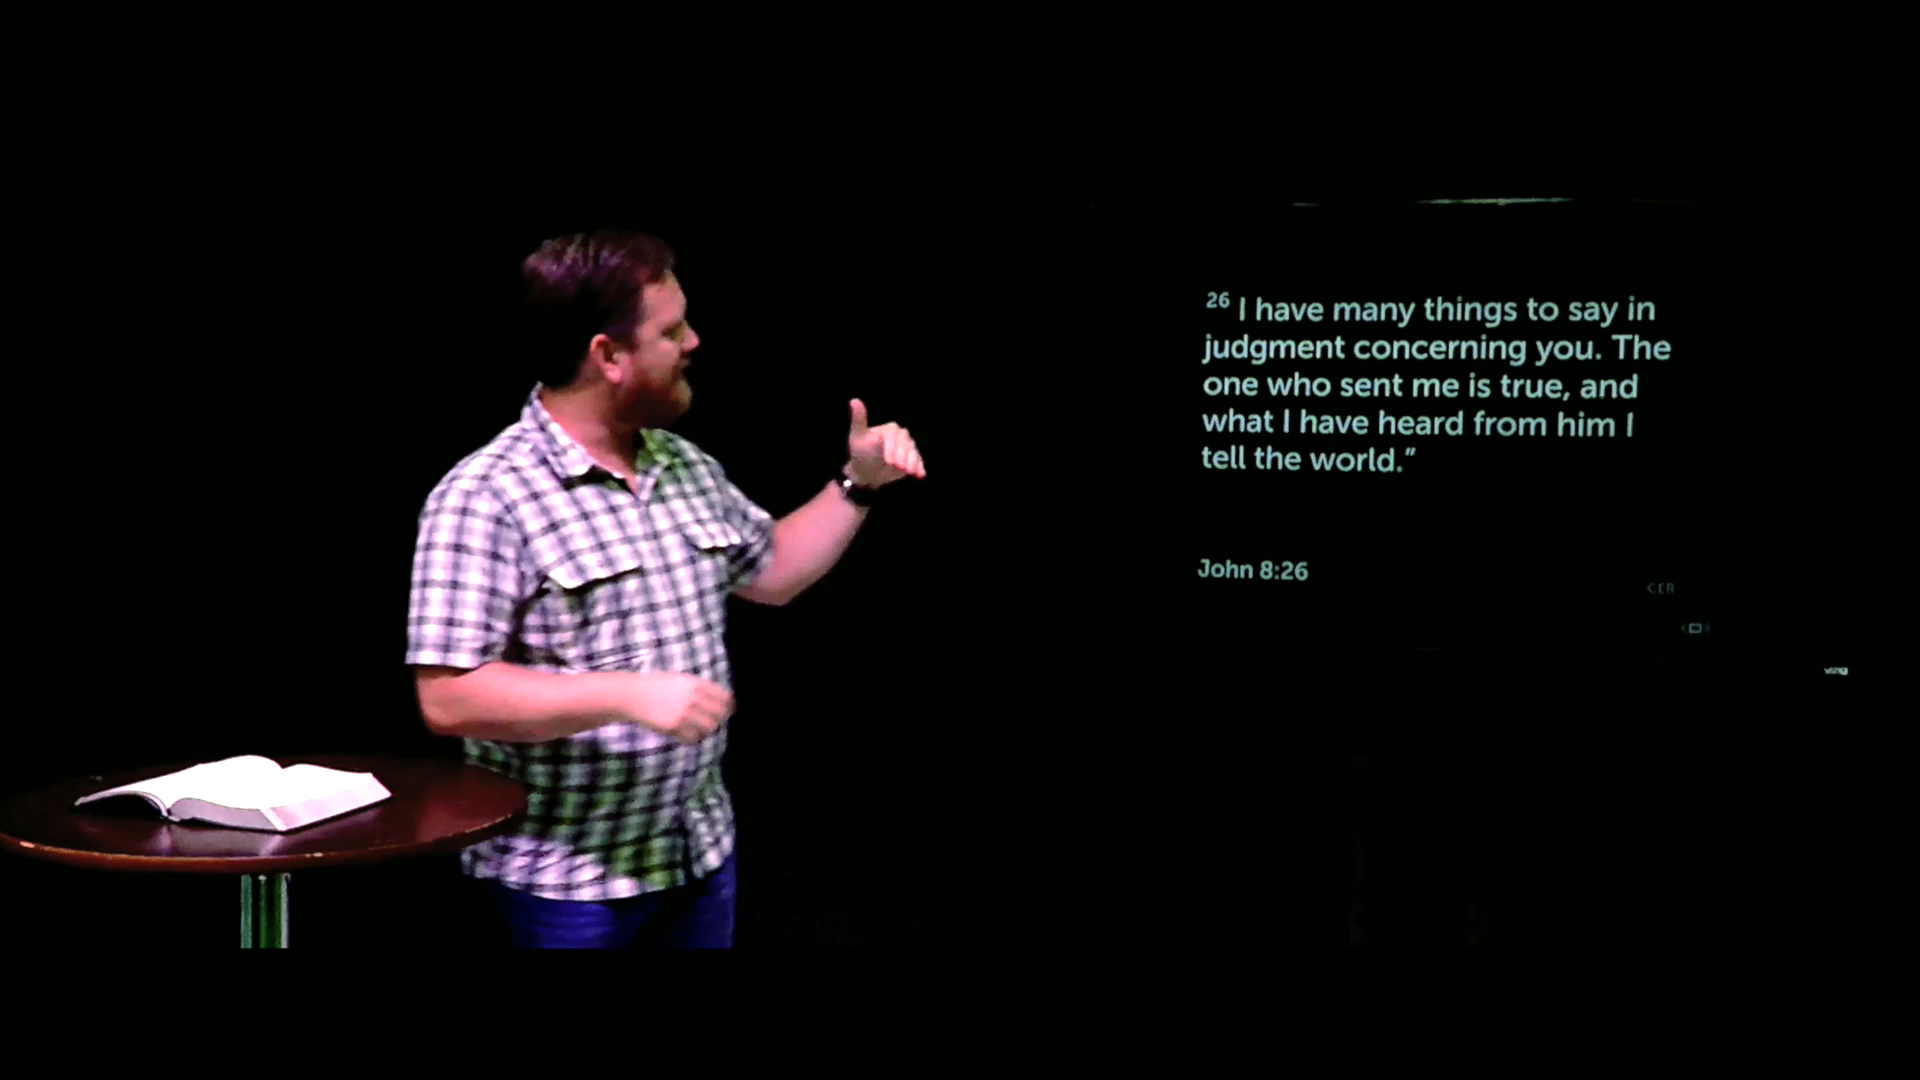 26 I have many things to say in
judgment concerning you. The
one who sent me is true, and
what I have heard from him I
tell the world.”
John 8:26